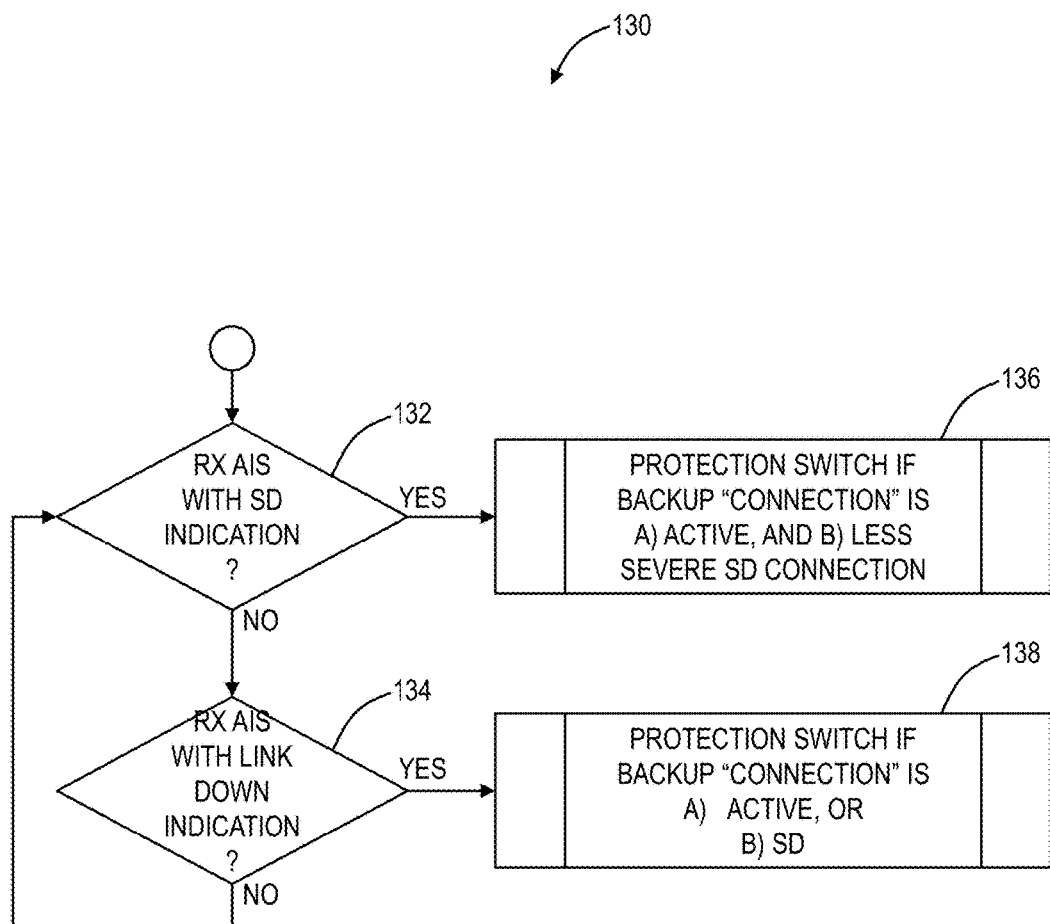 130
132
RX AIS
WITH SD
INDICATION
?
YES
NO
136
PROTECTION SWITCH IF
BACKUP “CONNECTION” IS
A) ACTIVE, AND B) LESS
SEVERE SD CONNECTION
134
RX AIS
WITH LINK
DOWN
INDICATION
?
YES
NO
138
PROTECTION SWITCH IF
BACKUP “CONNECTION” IS
A) ACTIVE, OR
B) SD